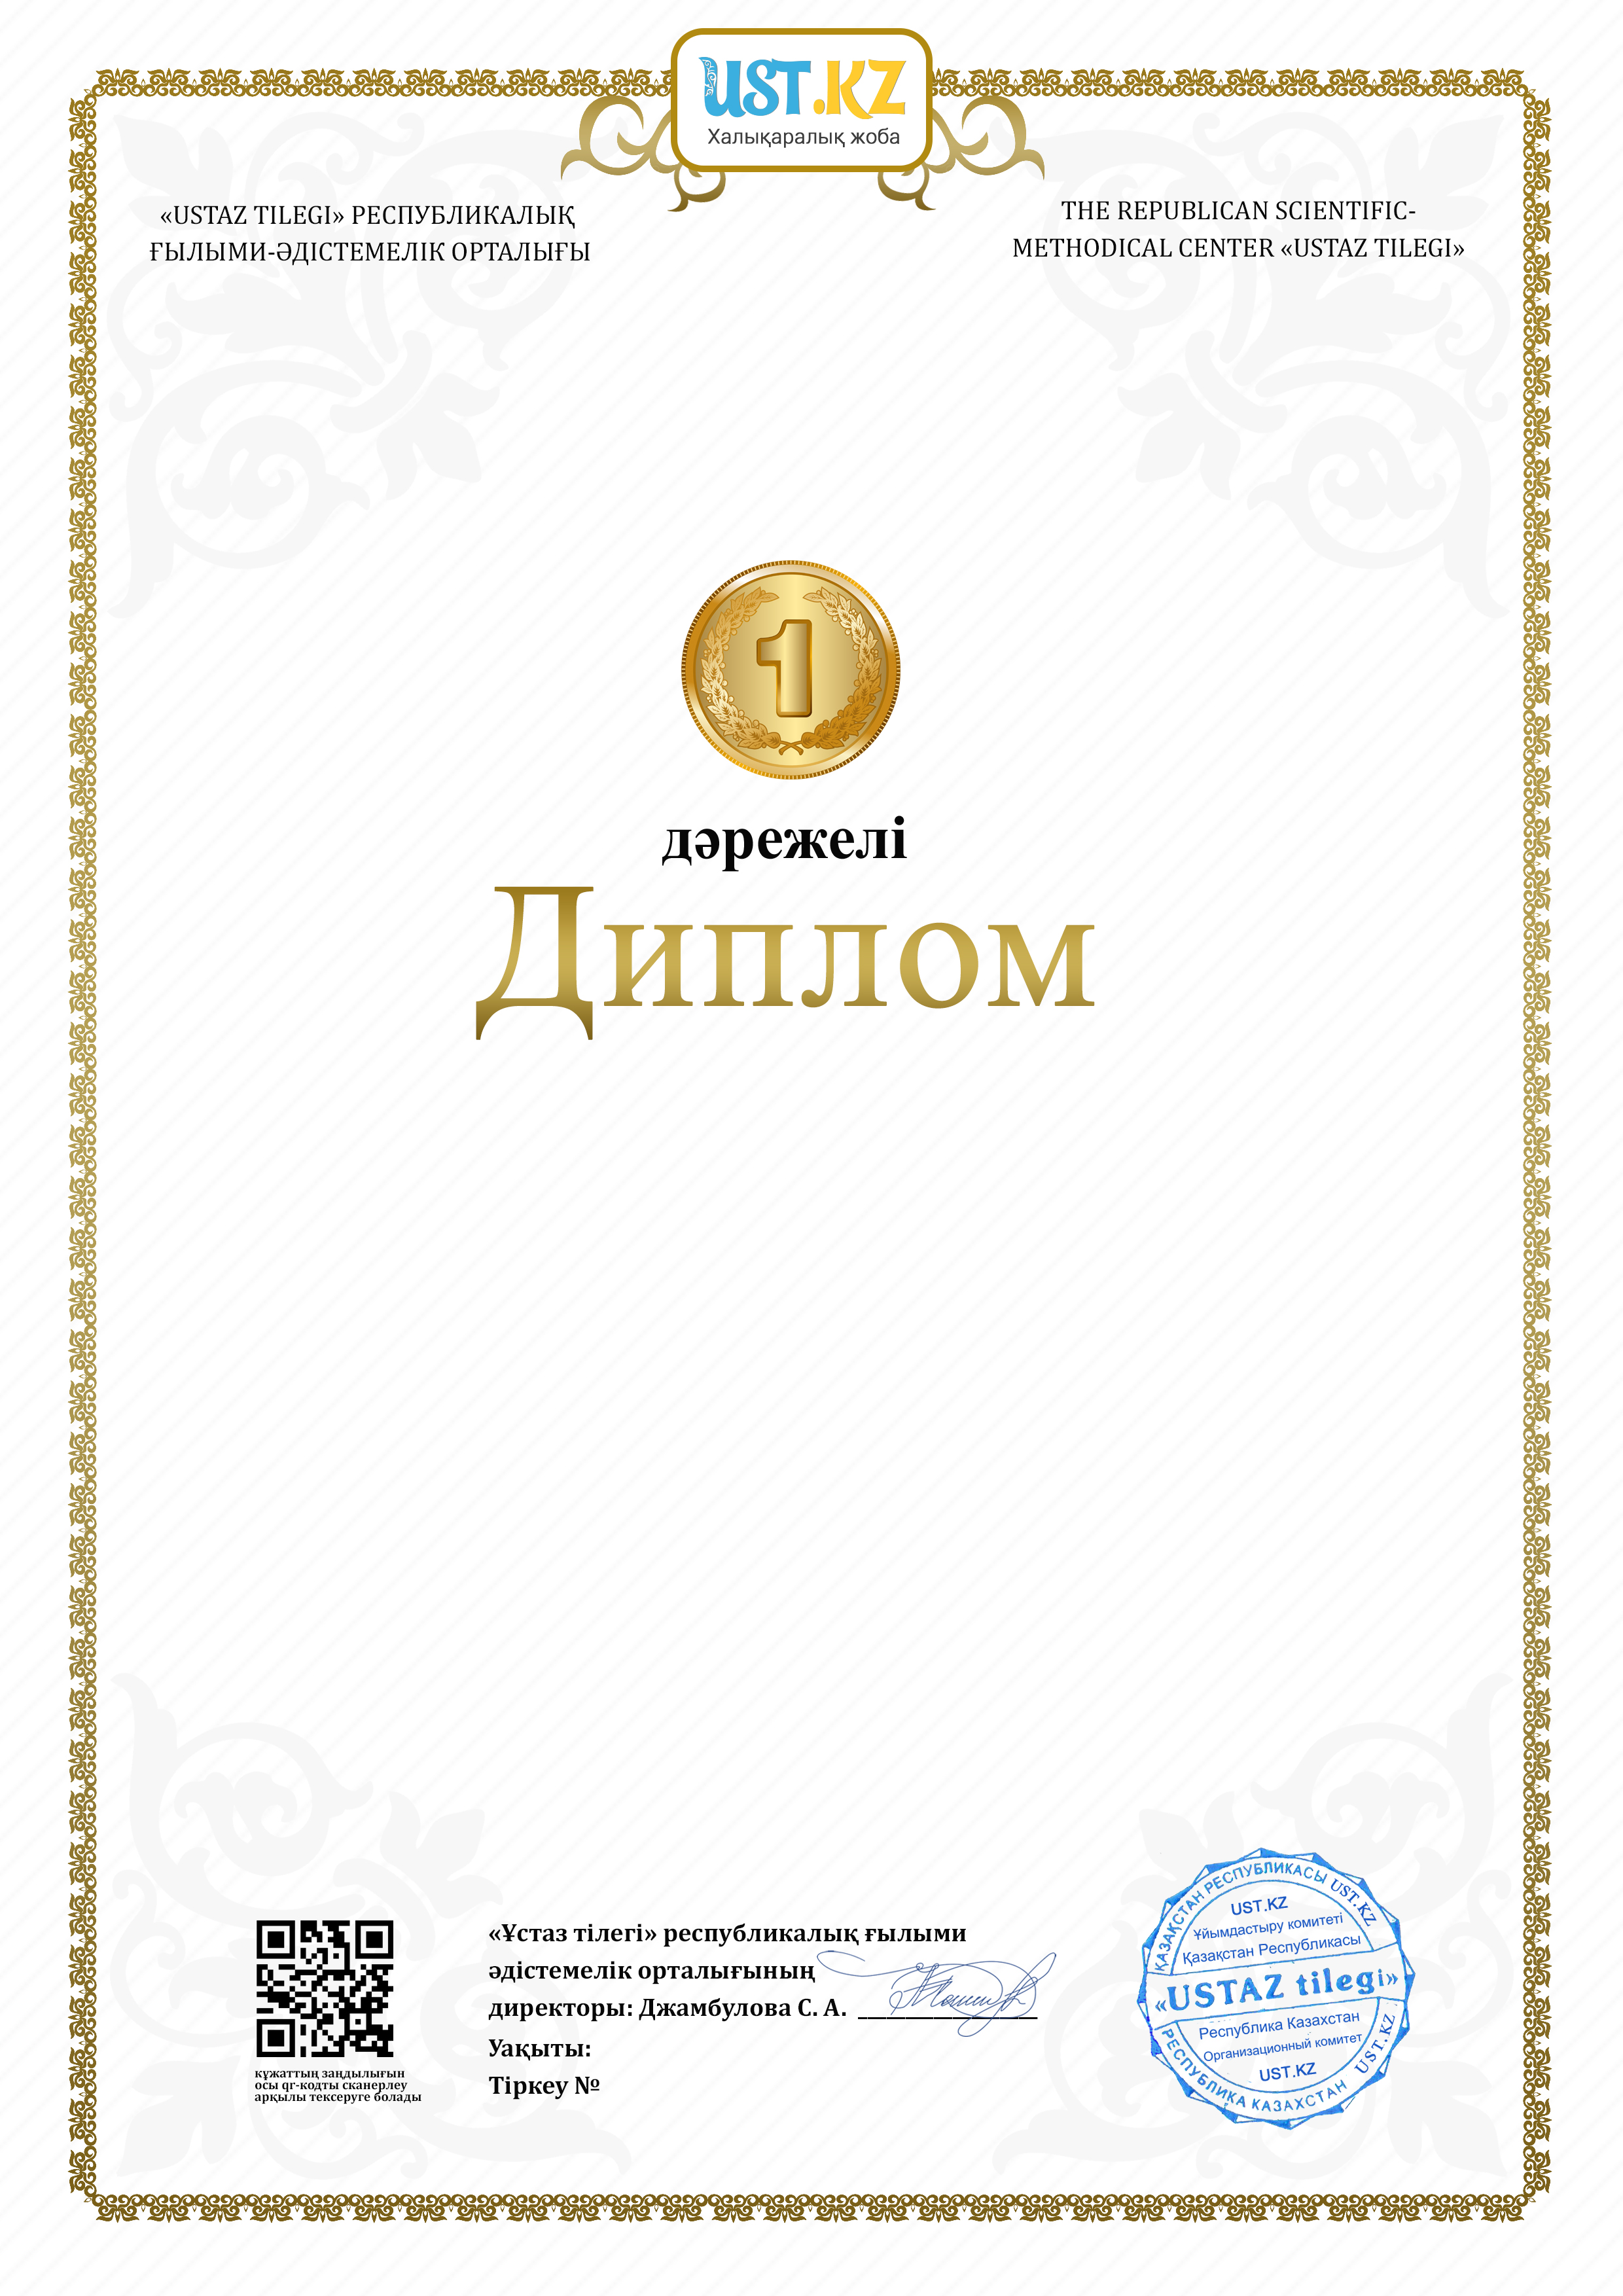 UST.KZ
Халықаралық жоба
«USTAZ TILEGI» РЕСПУБЛИКАЛЫҚ
ҒЫЛЫМИ-ӘДІСТЕМЕЛІК ОРТАЛЫҒЫ
THE REPUBLICAN SCIENTIFIC-
METHODICAL CENTER «USTAZ TILEGI»
1
дәрежелі
Диплом
«Ұстаз тілегі» республикалық ғылыми
әдістемелік орталығының
директоры: Джамбулова С. А.
Уақыты:
Тіркеу №
құжаттың заңдылығын
осы qr-кодты сканерлеу
арқылы тексеруге болады
ҚАЗАҚСТАН РЕСПУБЛИКАСЫ UST.KZ
UST.KZ
Ұйымдастыру комитеті
Қазақстан Республикасы
«USTAZ tilegi»
Республика Казахстан
Организационный комитет
UST.KZ
РЕСПУБЛИКА КАЗАХСТАН UST.KZ